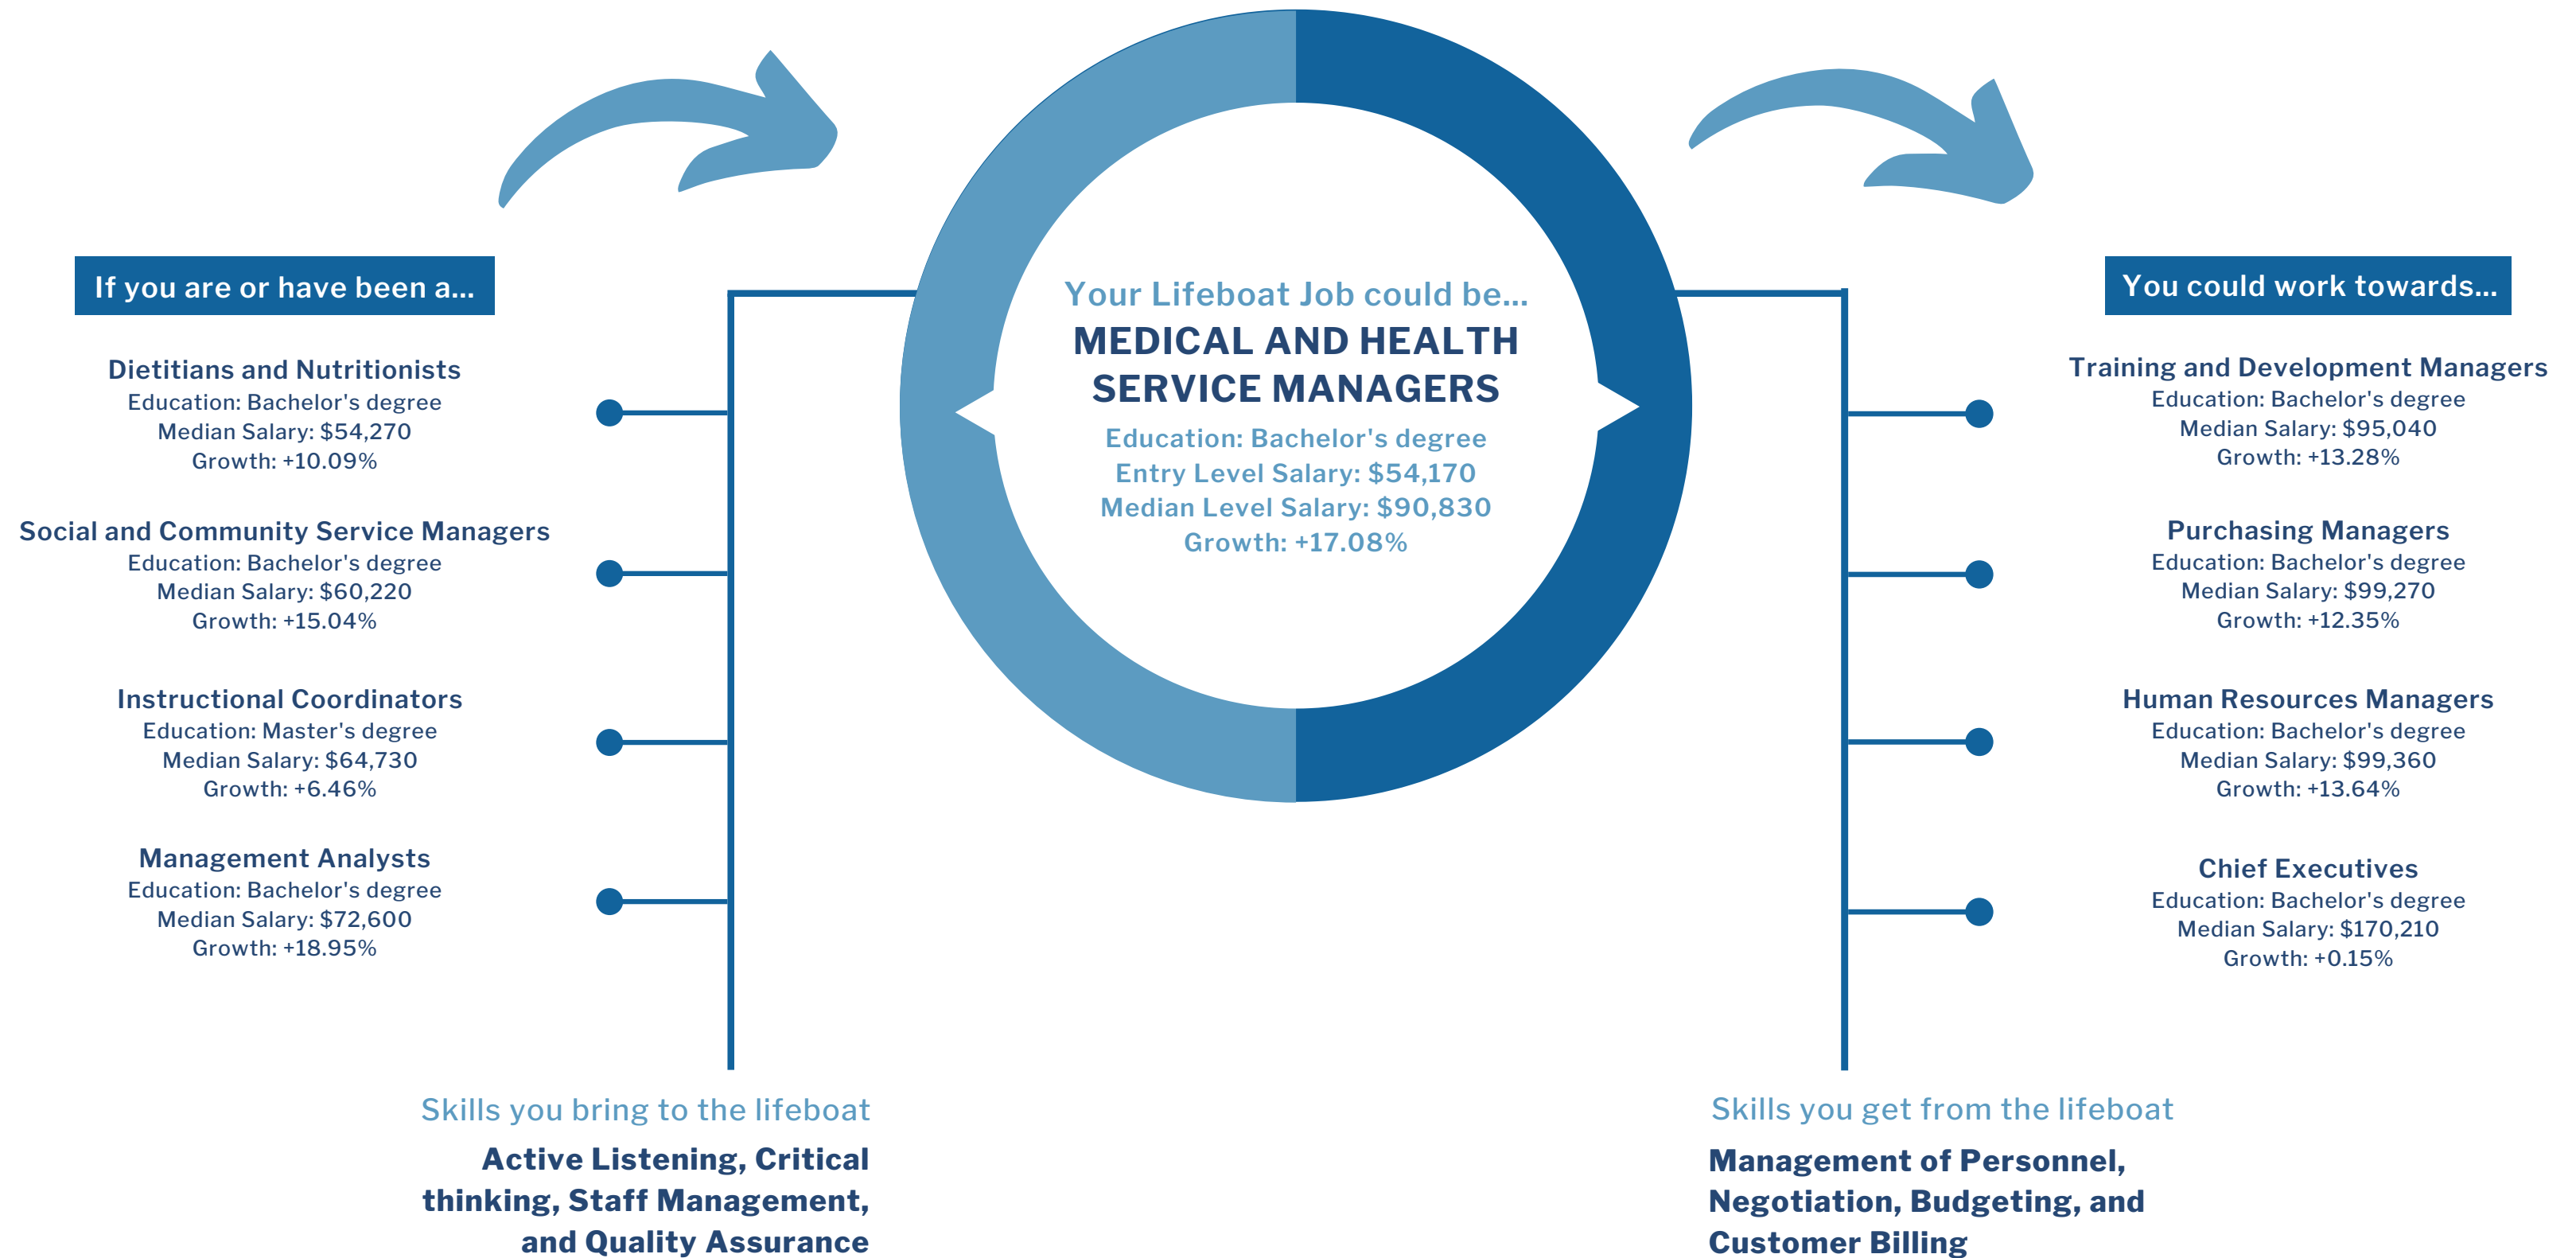 If you are or have been a...
Dietitians and Nutritionists
Education: Bachelor's degree
Median Salary: $54,270
Growth: +10.09%
Social and Community Service Managers
Education: Bachelor's degree
Median Salary: $60,220
Growth: +15.04%
Instructional Coordinators
Education: Master's degree
Median Salary: $64,730
Growth: +6.46%
Management Analysts
Education: Bachelor's degree
Median Salary: $72,600
Growth: +18.95%
Skills you bring to the lifeboat
Active Listening, Critical
thinking, Staff Management,
and Quality Assurance
Your Lifeboat Job could be...
MEDICAL AND HEALTH
SERVICE MANAGERS
Education: Bachelor's degree
Entry Level Salary: $54,170
Median Level Salary: $90,830
Growth: +17.08%
You could work towards...
Training and Development Managers
Education: Bachelor's degree
Median Salary: $95,040
Growth: +13.28%
Purchasing Managers
Education: Bachelor's degree
Median Salary: $99,270
Growth: +12.35%
Human Resources Managers
Education: Bachelor's degree
Median Salary: $99,360
Growth: +13.64%
Chief Executives
Education: Bachelor's degree
Median Salary: $170,210
Growth: +0.15%
Skills you get from the lifeboat
Management of Personnel,
Negotiation, Budgeting, and
Customer Billing